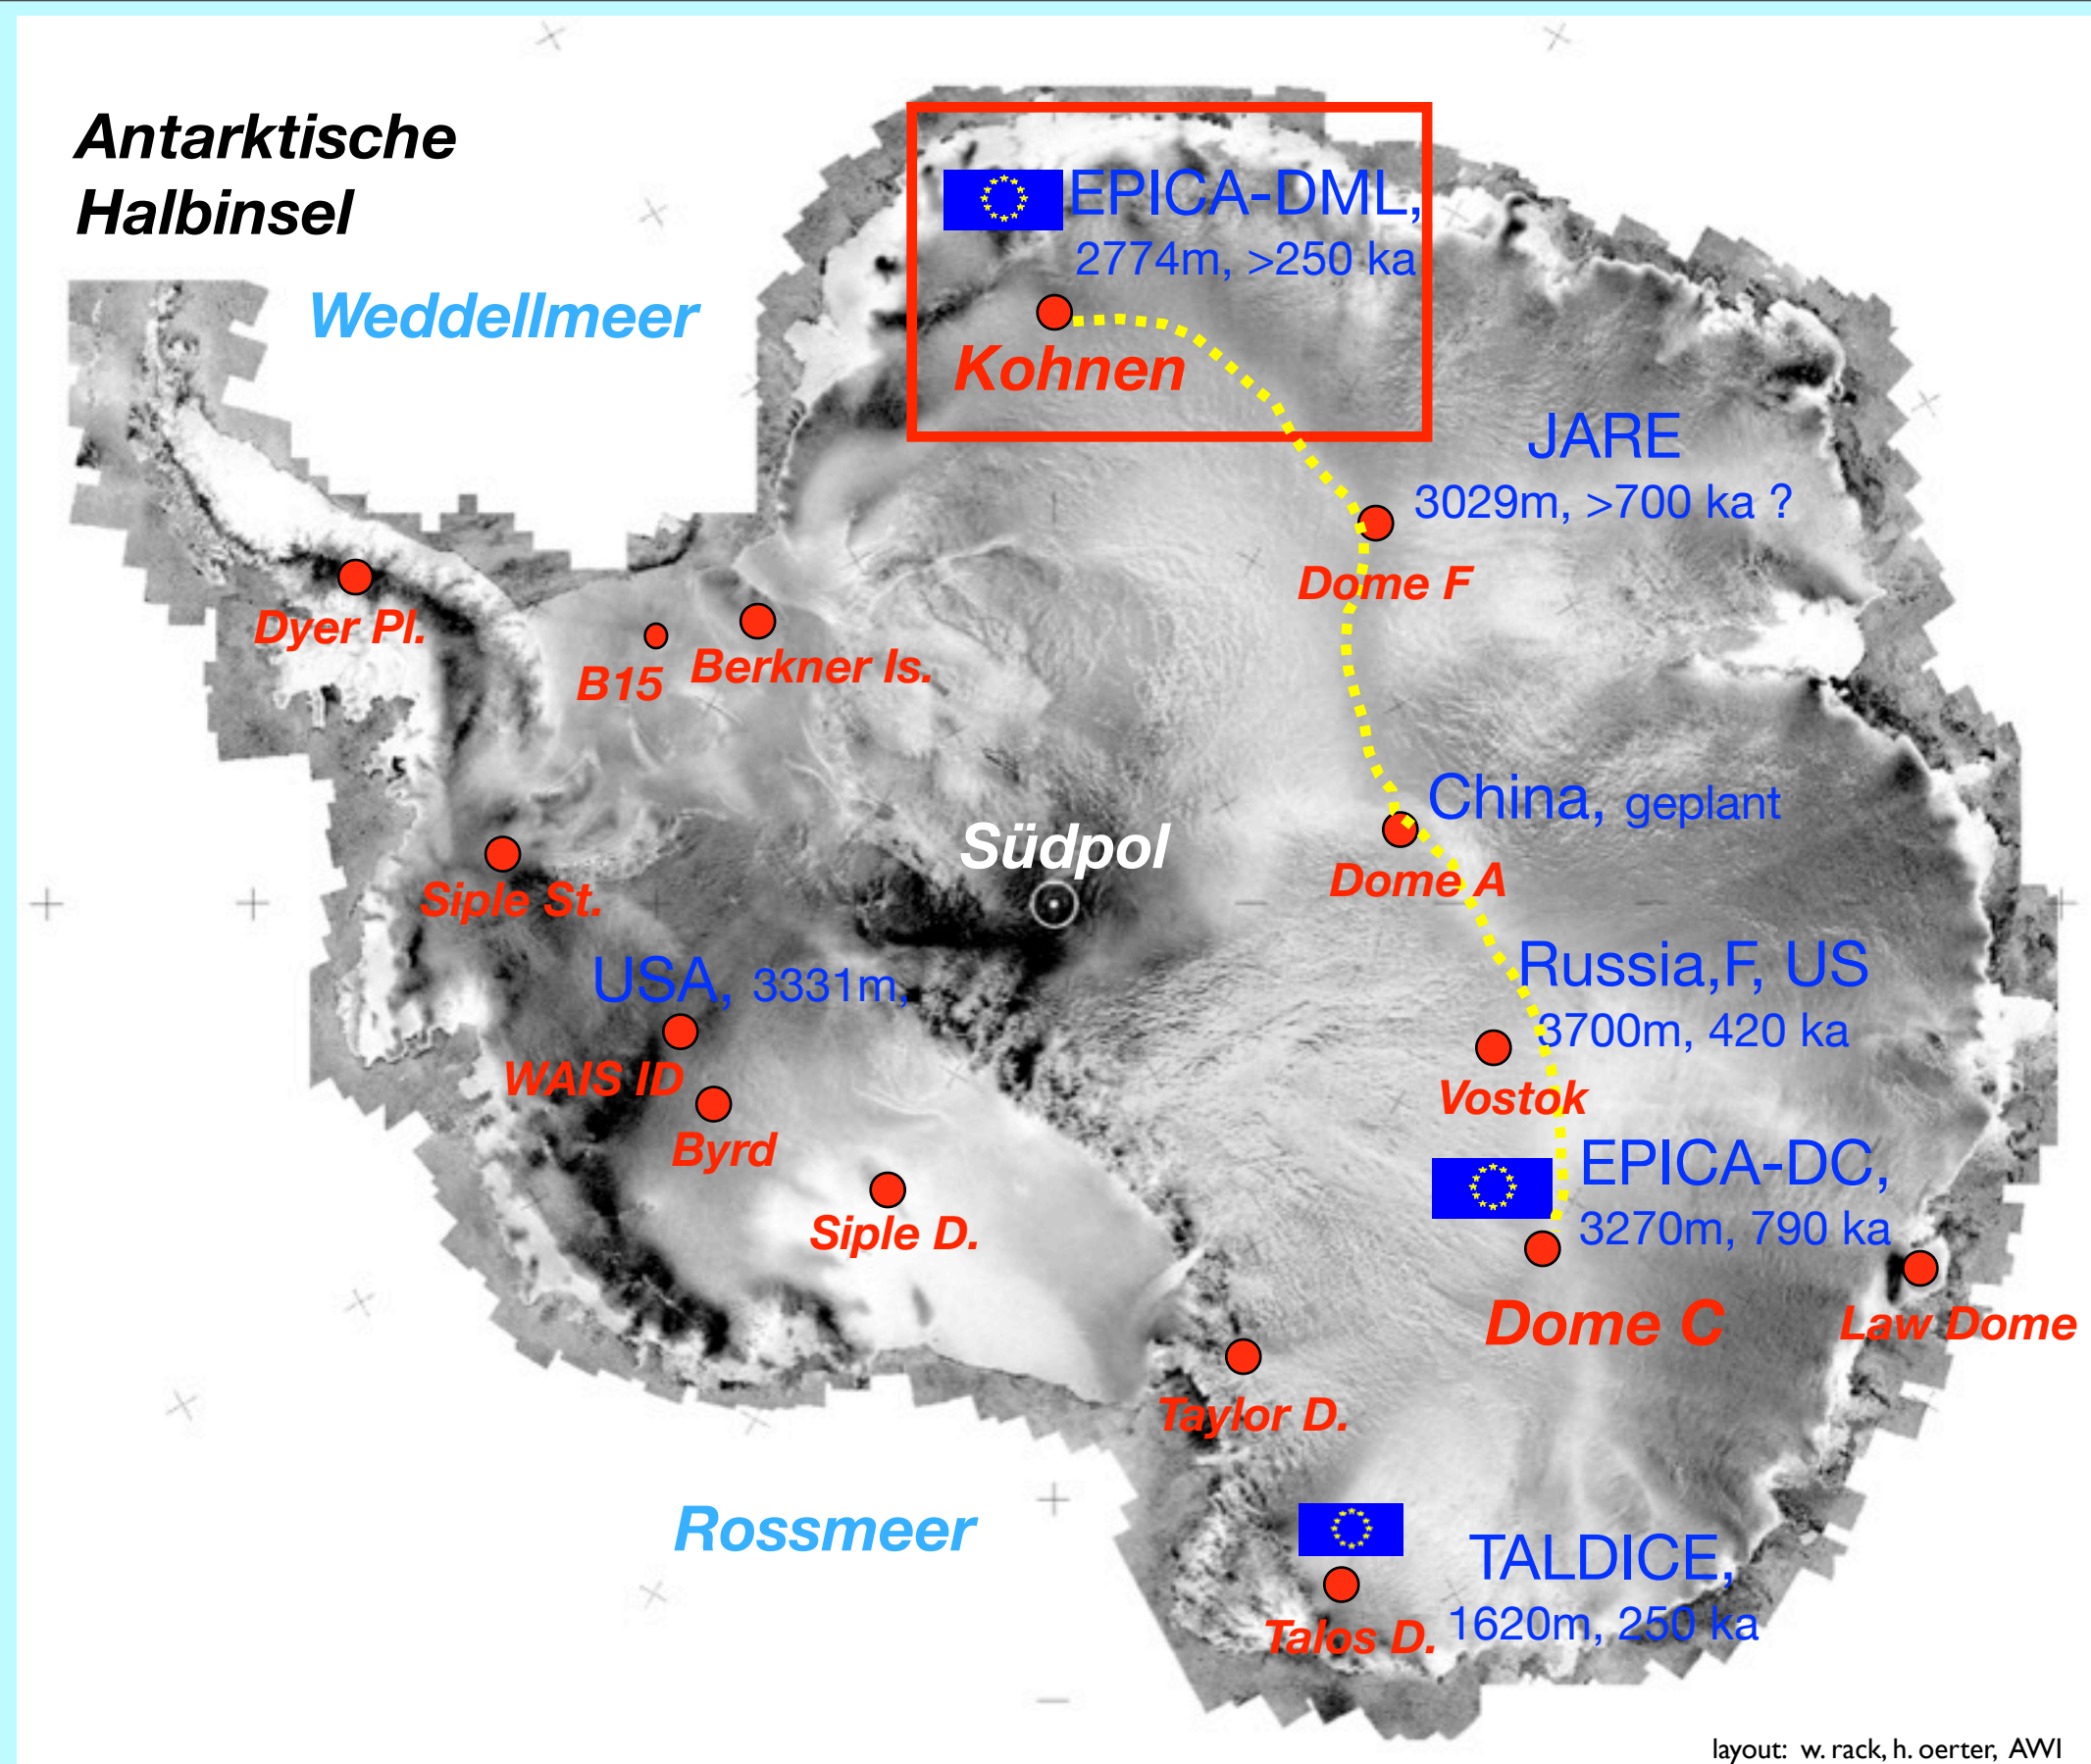 Antarktische
Halbinsel
EPICA-DML,
2774m, >250 ka
Weddellmeer
Kohnen
JARE
3029m, >700 ka ?
Dome F
Dyer Pl.
B15
Berkner Is.
China, geplant
Südpol
Dome A
Siple St.
Russia,F, US
3700m, 420 ka
USA, 3331m,
WAIS ID
Vostok
Byrd
EPICA-DC,
3270m, 790 ka
Siple D.
Dome C
Law Dome
Taylor D.
Rossmeer
TALDICE,
1620m, 250 ka
Talos D.
layout: w. rack, h. oerter, AWI